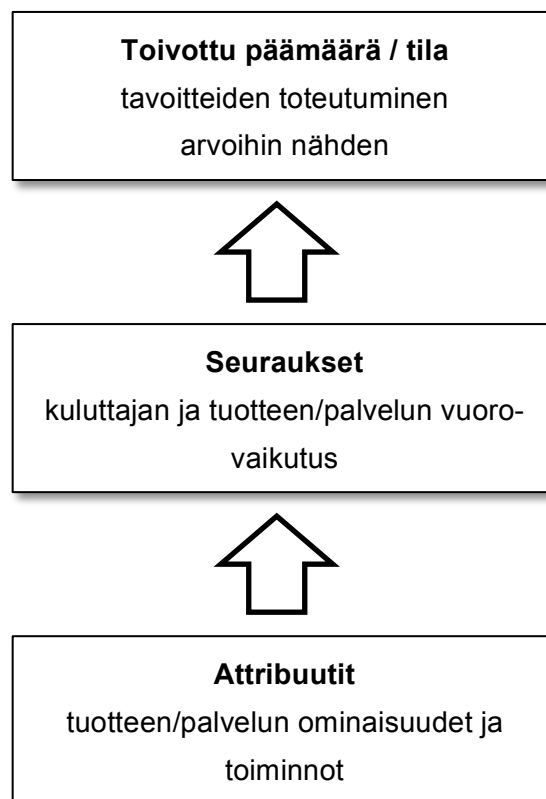 Toivottu päämäärä / tila
tavoitteiden toteutuminen
arvoihin nähden
Seuraukset
kuluttajan ja tuotteen/palvelun vuoro-
vaikutus
Attribuutit
tuotteen/palvelun ominaisuudet ja
toiminnot